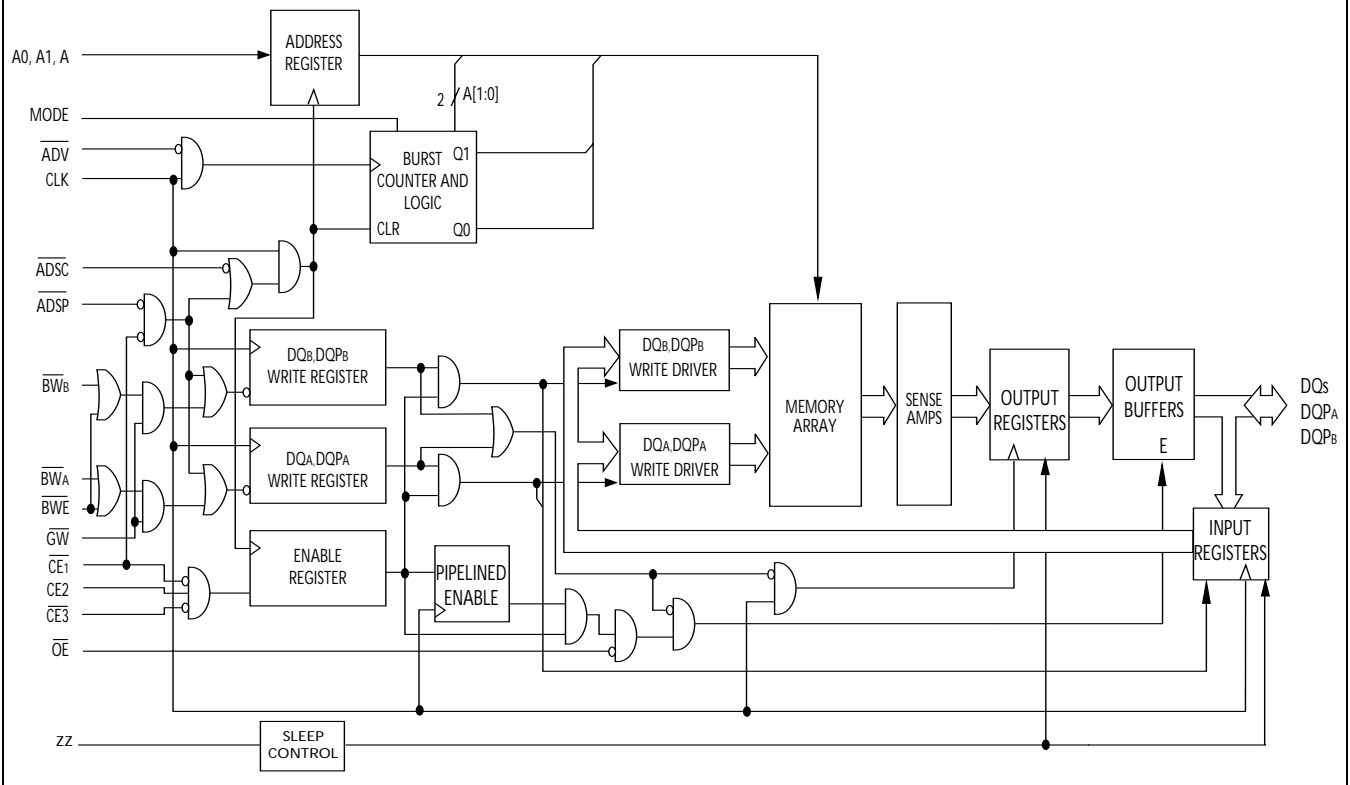 A0, A1, A
ADDRESS
REGISTER
MODE
2
A[1:0]
ADV
CLK
BURST
COUNTER AND
LOGIC
Q1
CLR
Q0
ADSC
ADSP
DQB,DQPB
WRITE REGISTER
DQB,DQPB
WRITE DRIVER
BWB
MEMORY
ARRAY
SENSE
AMPS
OUTPUT
REGISTERS
OUTPUT
BUFFERS
E
DQs
DQPA
DQPB
DQA,DQPA
WRITE REGISTER
DQA,DQPA
WRITE DRIVER
BWA
BWE
GW
CE1
CE2
CE3
ENABLE
REGISTER
PIPELINED
ENABLE
INPUT
REGISTERS
OE
ZZ
SLEEP
CONTROL